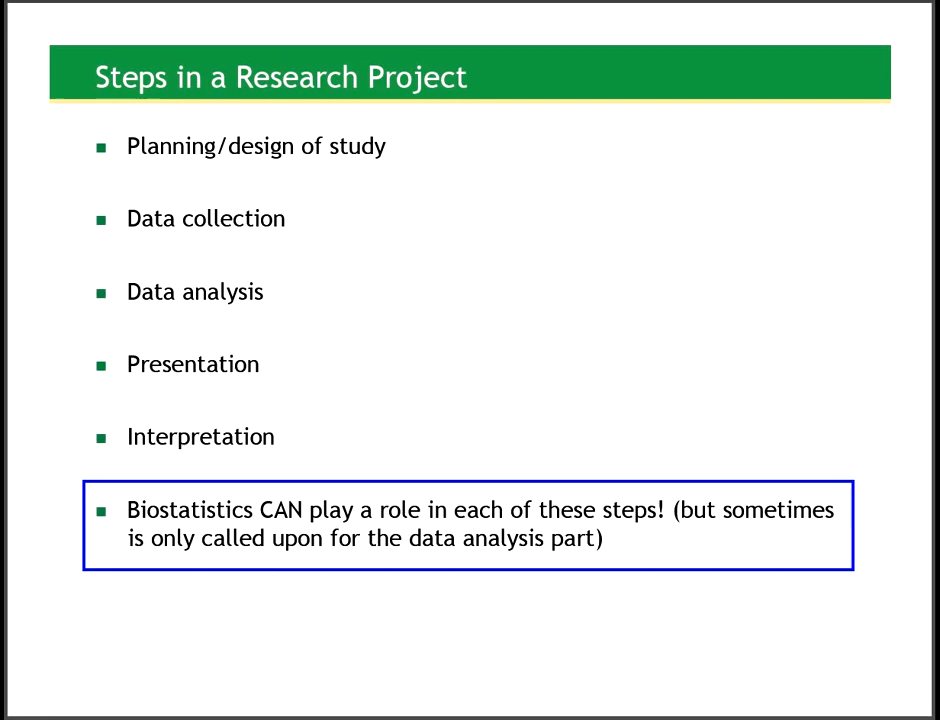 Steps in a Research Project
Planning/design of study
Data collection
Data analysis
Presentation
Interpretation
Biostatistics CAN play a role in each of these steps! (but sometimes
is only called upon for the data analysis part)